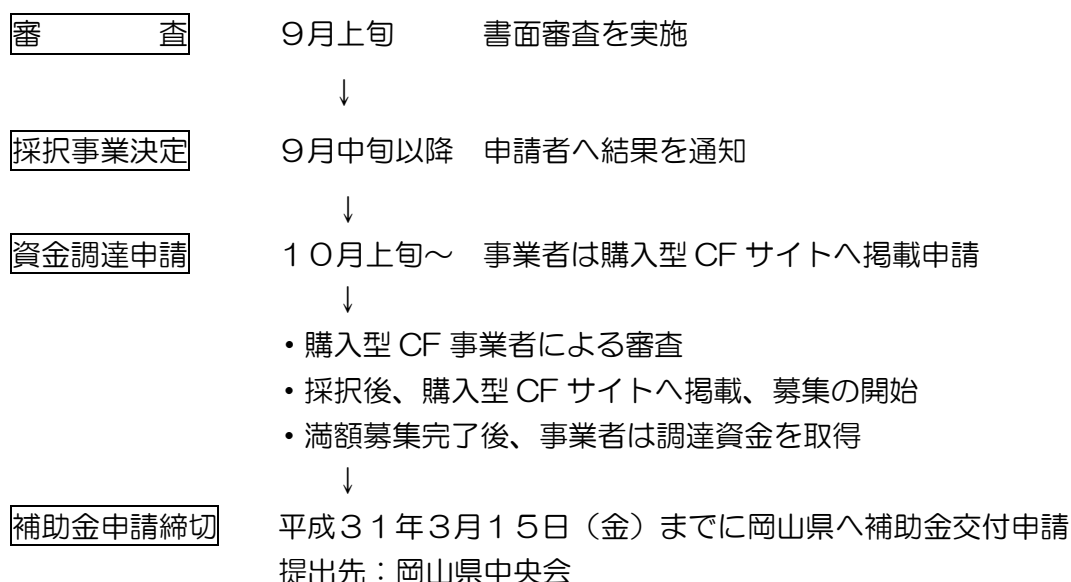 審　　　　査　　　９月上旬　　　書面審査を実施
↓
採択事業決定　　　９月中旬以降　申請者へ結果を通知
↓
資金調達申請　　　１０月上旬～　事業者は購入型 CF サイトへ掲載申請
↓
・購入型 CF 事業者による審査
・採択後、購入型 CF サイトへ掲載、募集の開始
・満額募集完了後、事業者は調達資金を取得
↓
補助金申請締切　　平成３１年３月１５日（金）までに岡山県へ補助金交付申請
提出先：岡山県中央会